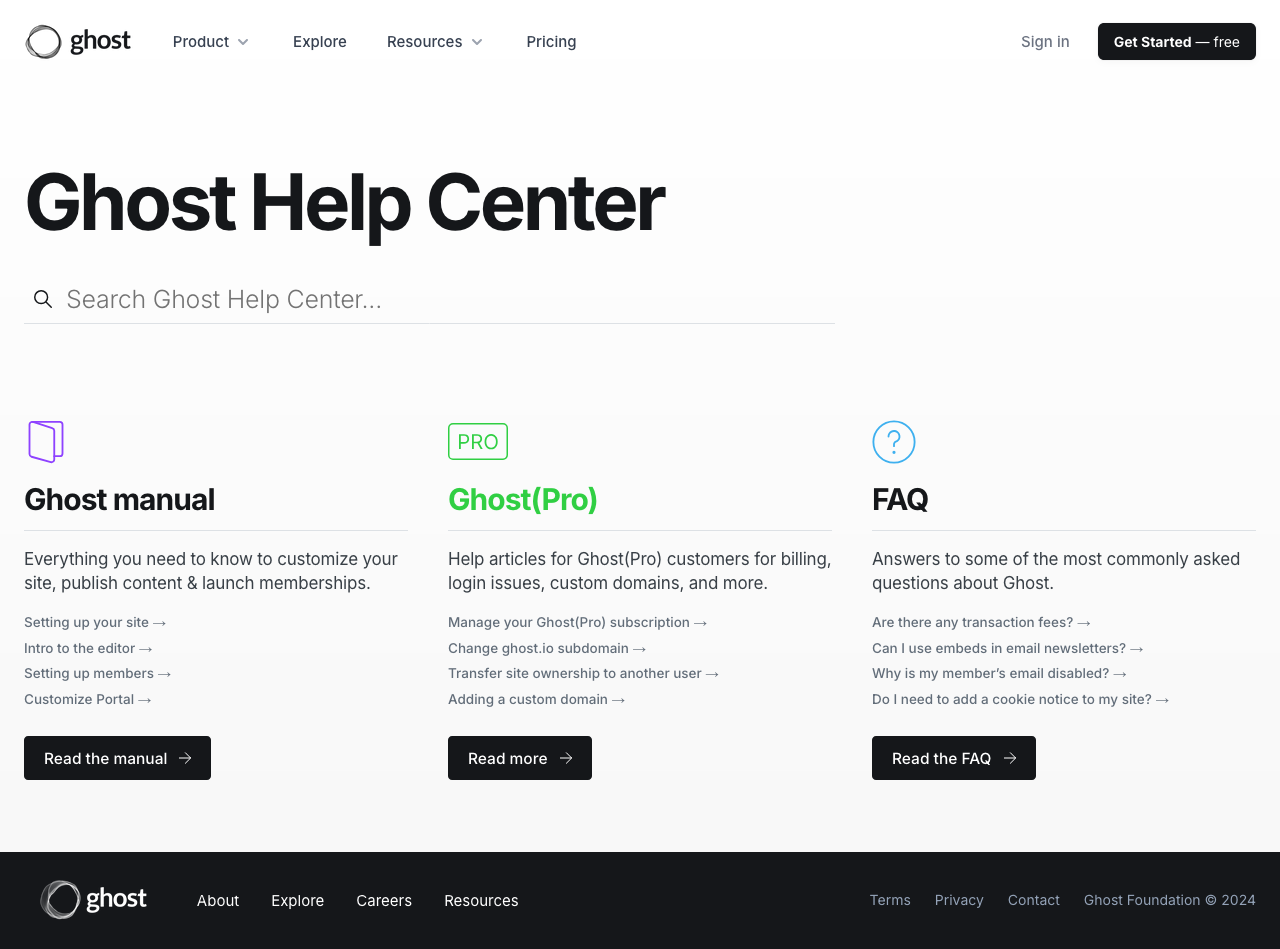 ghost Product Explore Resources Pricing Sign in Get Started — free
Ghost Help Center
Search Ghost Help Center...
PRO
?
Ghost manual
Everything you need to know to customize your
site, publish content & launch memberships.
Setting up your site →
Intro to the editor →
Setting up members →
Customize Portal →
Read the manual →
Ghost(Pro)
Help articles for Ghost(Pro) customers for billing,
login issues, custom domains, and more.
Manage your Ghost(Pro) subscription →
Change ghost.io subdomain →
Transfer site ownership to another user →
Adding a custom domain →
Read more →
FAQ
Answers to some of the most commonly asked
questions about Ghost.
Are there any transaction fees? →
Can I use embeds in email newsletters? →
Why is my member’s email disabled? →
Do I need to add a cookie notice to my site? →
Read the FAQ →
ghost About Explore Careers Resources Terms Privacy Contact Ghost Foundation © 2024